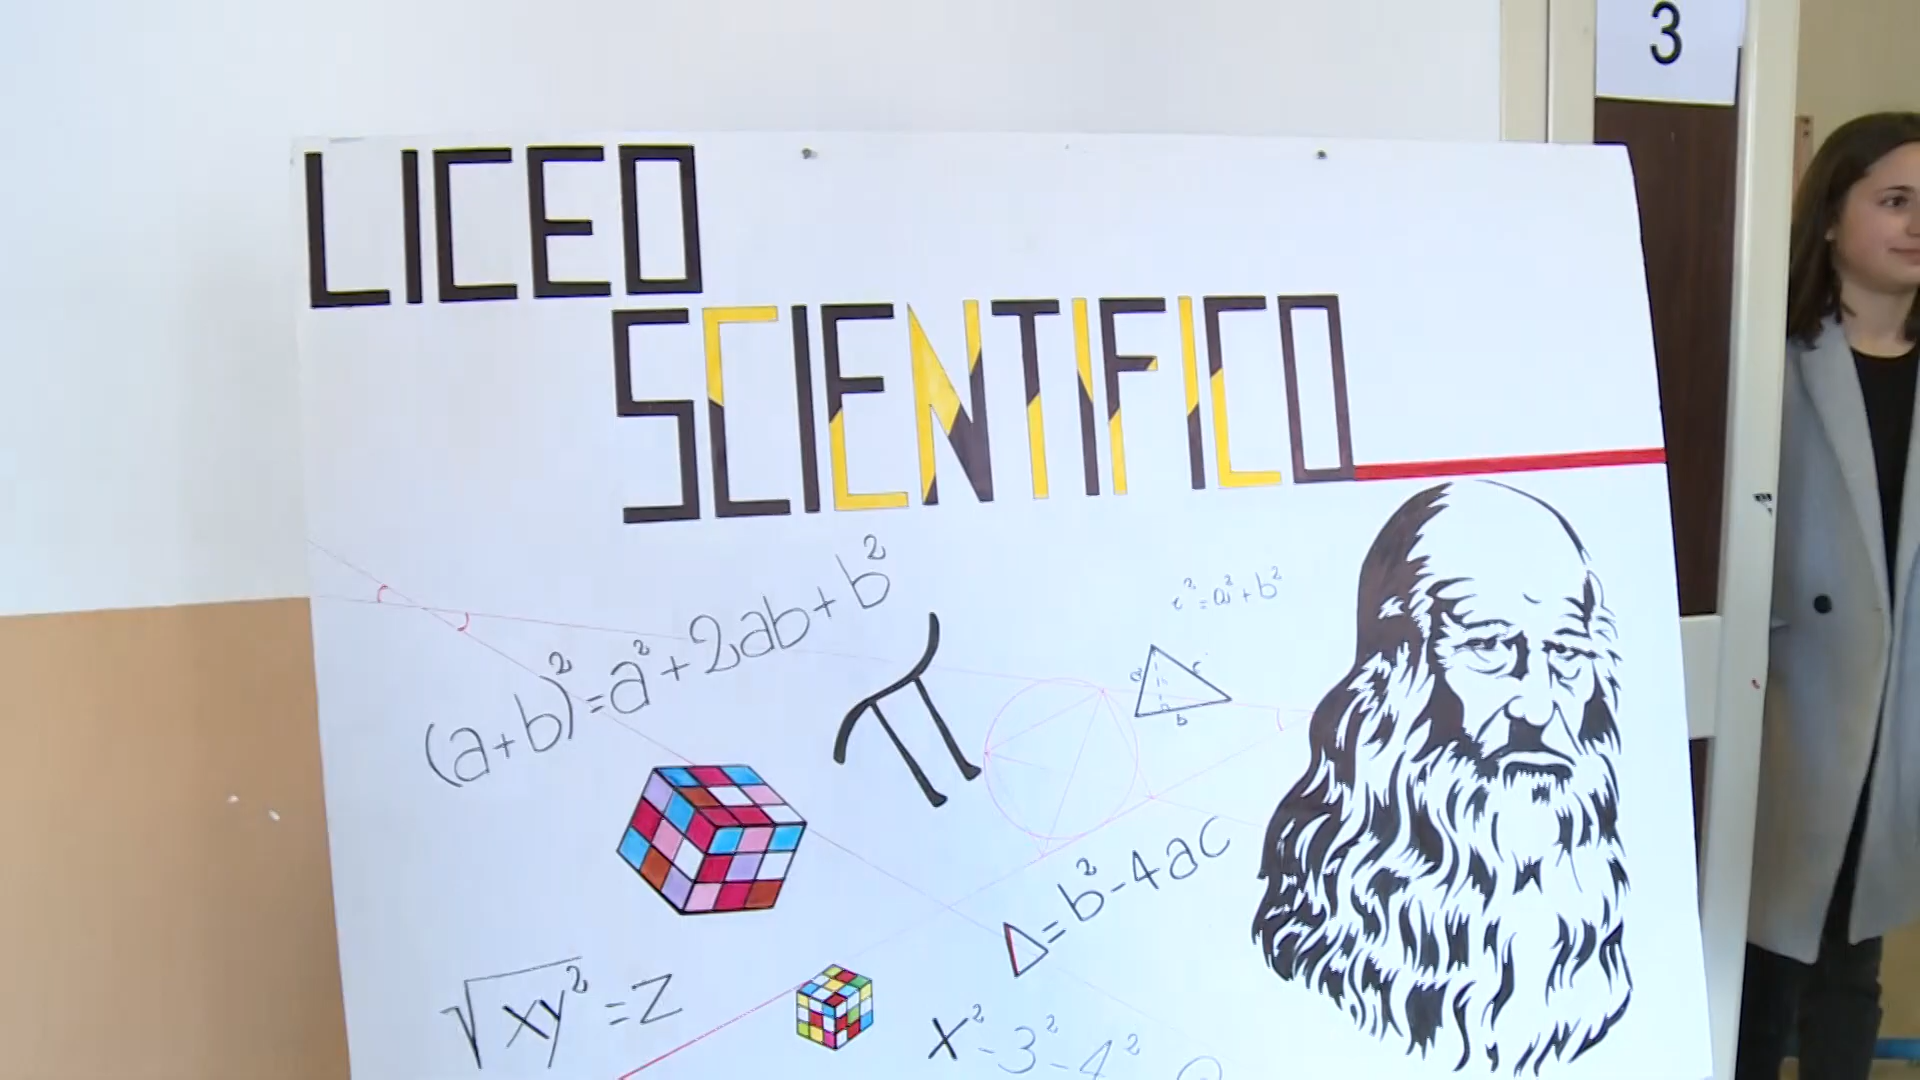 3
LICEO
SCIENTIFICO
(a+b)²=a²+2ab+b²
c²=a²+b²
π
a c
h
b
△=b²-4ac
√xy²=z
x²-3²-4²